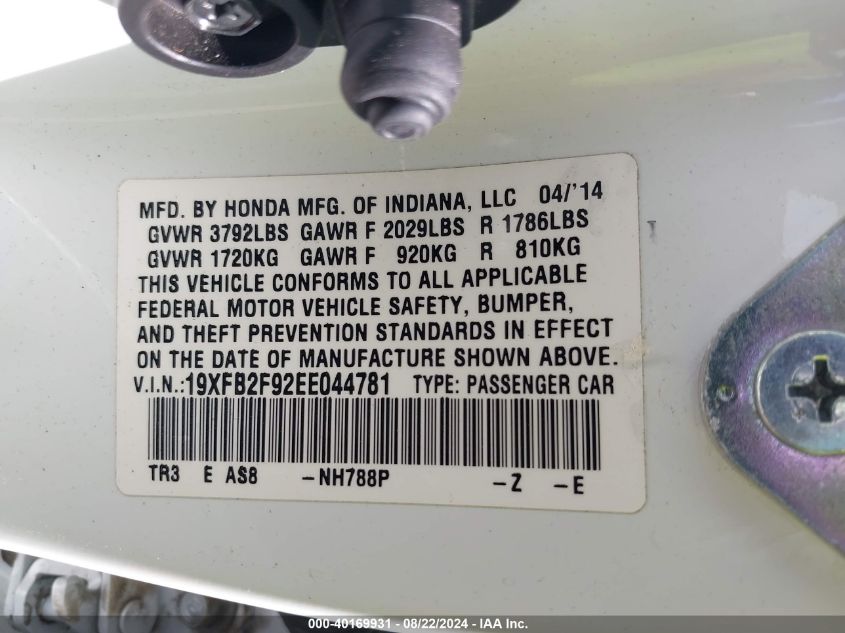 MFD. BY HONDA MFG. OF INDIANA, LLC 04/'14
GVWR 3792LBS GAWR F 2029LBS R 1786LBS
GVWR 1720KG GAWR F 920KG R 810KG
THIS VEHICLE CONFORMS TO ALL APPLICABLE
FEDERAL MOTOR VEHICLE SAFETY, BUMPER,
AND THEFT PREVENTION STANDARDS IN EFFECT
ON THE DATE OF MANUFACTURE SHOWN ABOVE.
V.I.N.:19XFB2F92EE044781 TYPE: PASSENGER CAR
TR3 E AS8 -NH788P -Z -E
000-40169931 - 08/22/2024 - IAA Inc.